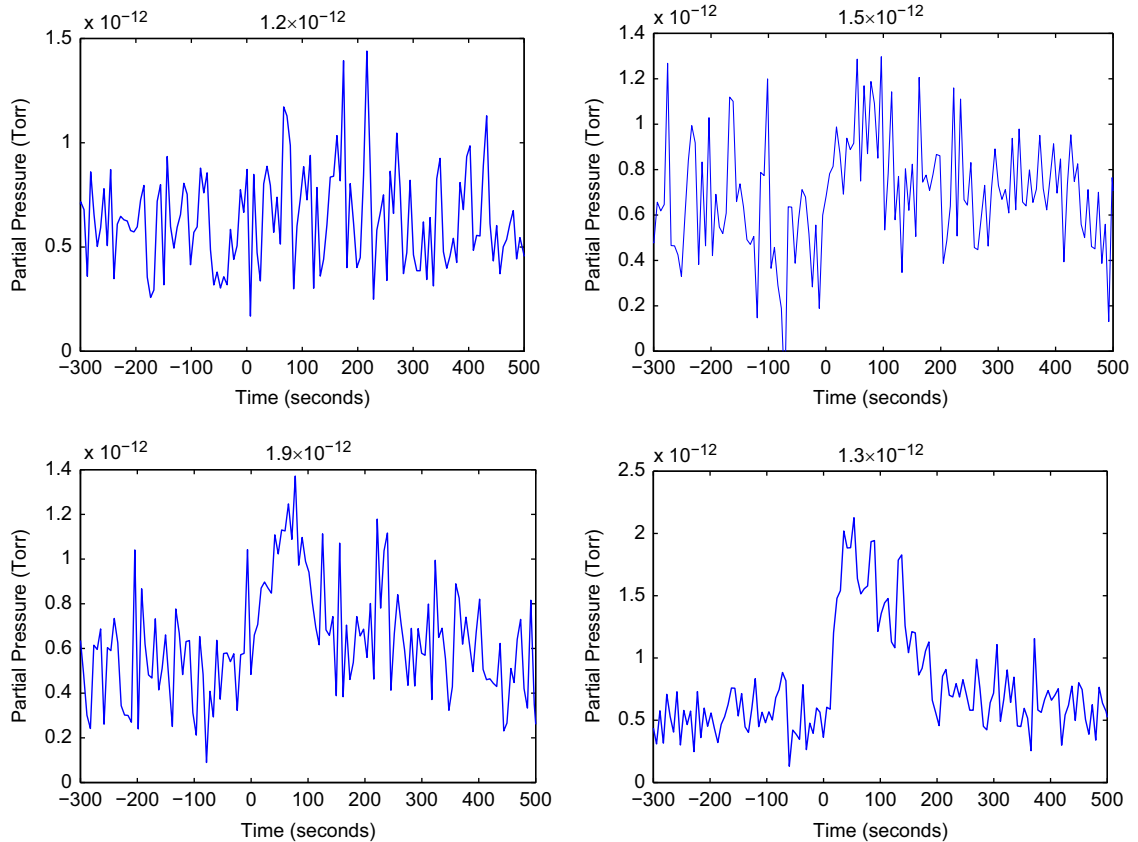 x 10−12 1.2×10−12
1.5
1
0.5
0
Partial Pressure (Torr)
−300 −200 −100 0 100 200 300 400 500
Time (seconds)
x 10−12 1.5×10−12
1.4
1.2
1
0.8
0.6
0.4
0.2
0
Partial Pressure (Torr)
−300 −200 −100 0 100 200 300 400 500
Time (seconds)
x 10−12 1.9×10−12
1.4
1.2
1
0.8
0.6
0.4
0.2
0
Partial Pressure (Torr)
−300 −200 −100 0 100 200 300 400 500
Time (seconds)
x 10−12 1.3×10−12
2.5
2
1.5
1
0.5
0
Partial Pressure (Torr)
−300 −200 −100 0 100 200 300 400 500
Time (seconds)